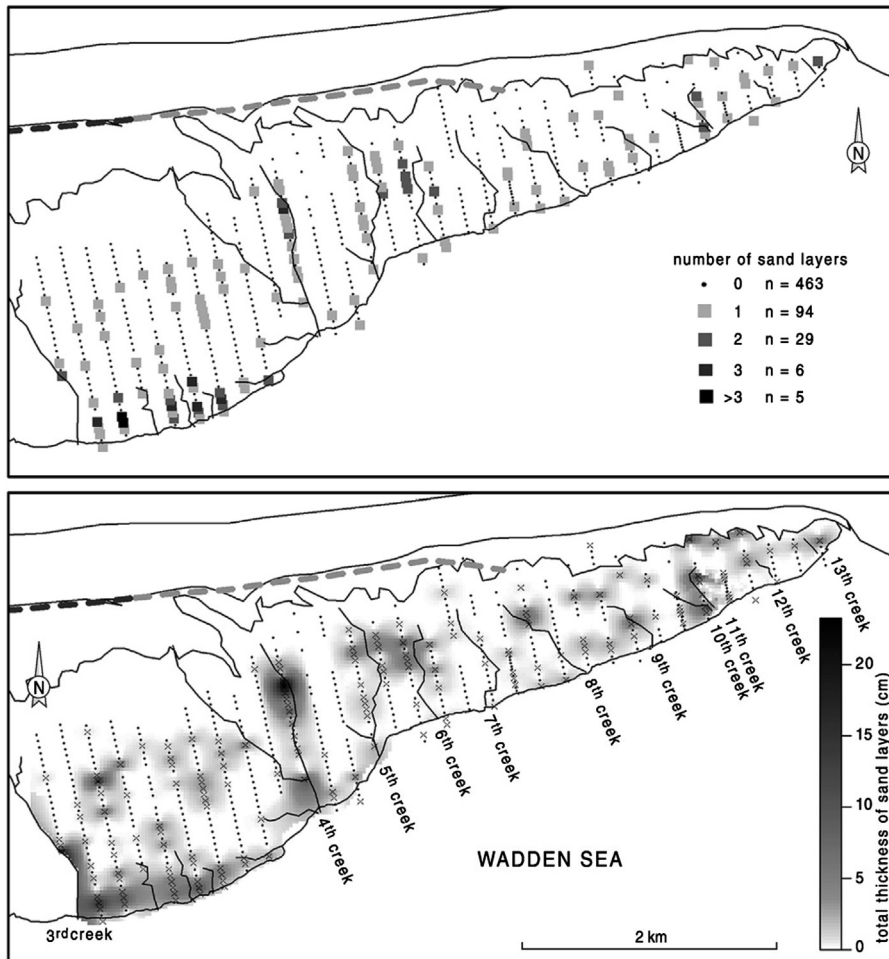 N
number of sand layers
0 n = 463
1 n = 94
2 n = 29
3 n = 6
>3 n = 5
N
3rd creek
4th creek
5th creek
6th creek
7th creek
8th creek
9th creek
10th creek
11th creek
12th creek
13th creek
WADDEN SEA
2 km
20
15
10
5
0
total thickness of sand layers (cm)